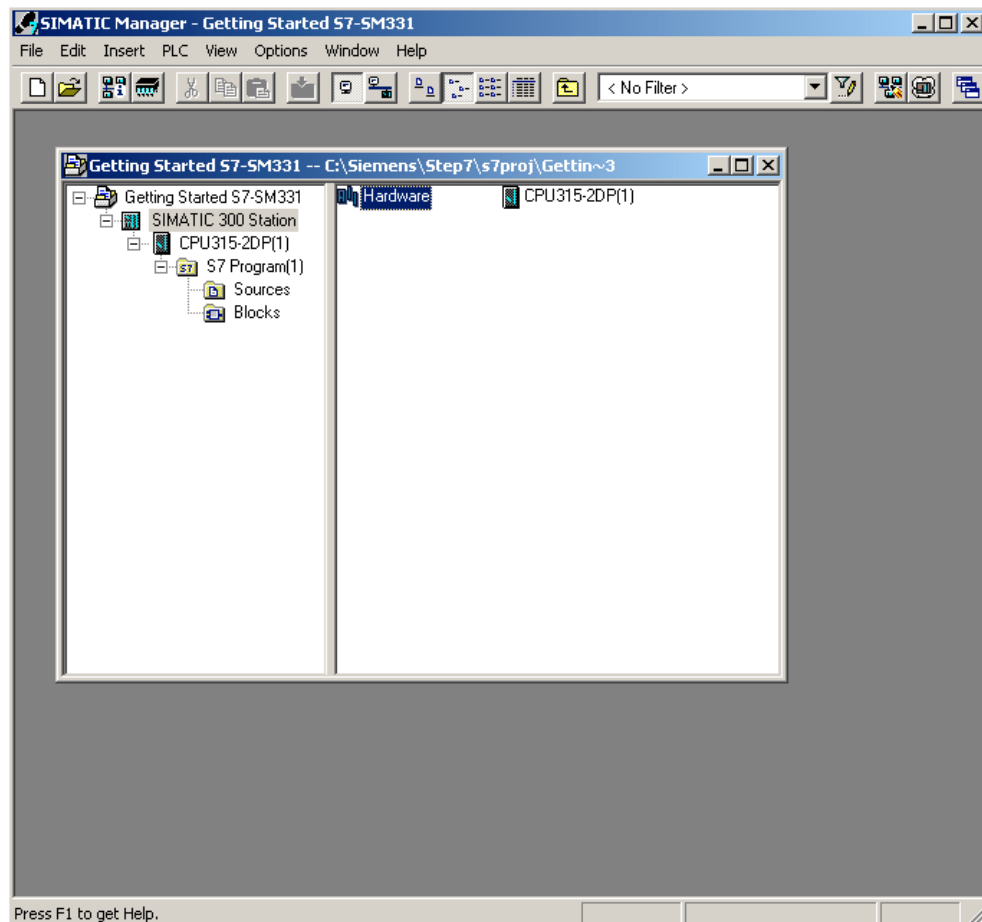 SIMATIC Manager - Getting Started S7-SM331
File Edit Insert PLC View Options Window Help
< No Filter >
Getting Started S7-SM331 -- C:\Siemens\Step7\s7proj\Gettin~3
Getting Started S7-SM331
SIMATIC 300 Station
CPU315-2DP(1)
S7 Program(1)
Sources
Blocks
Hardware
CPU315-2DP(1)
Press F1 to get Help.